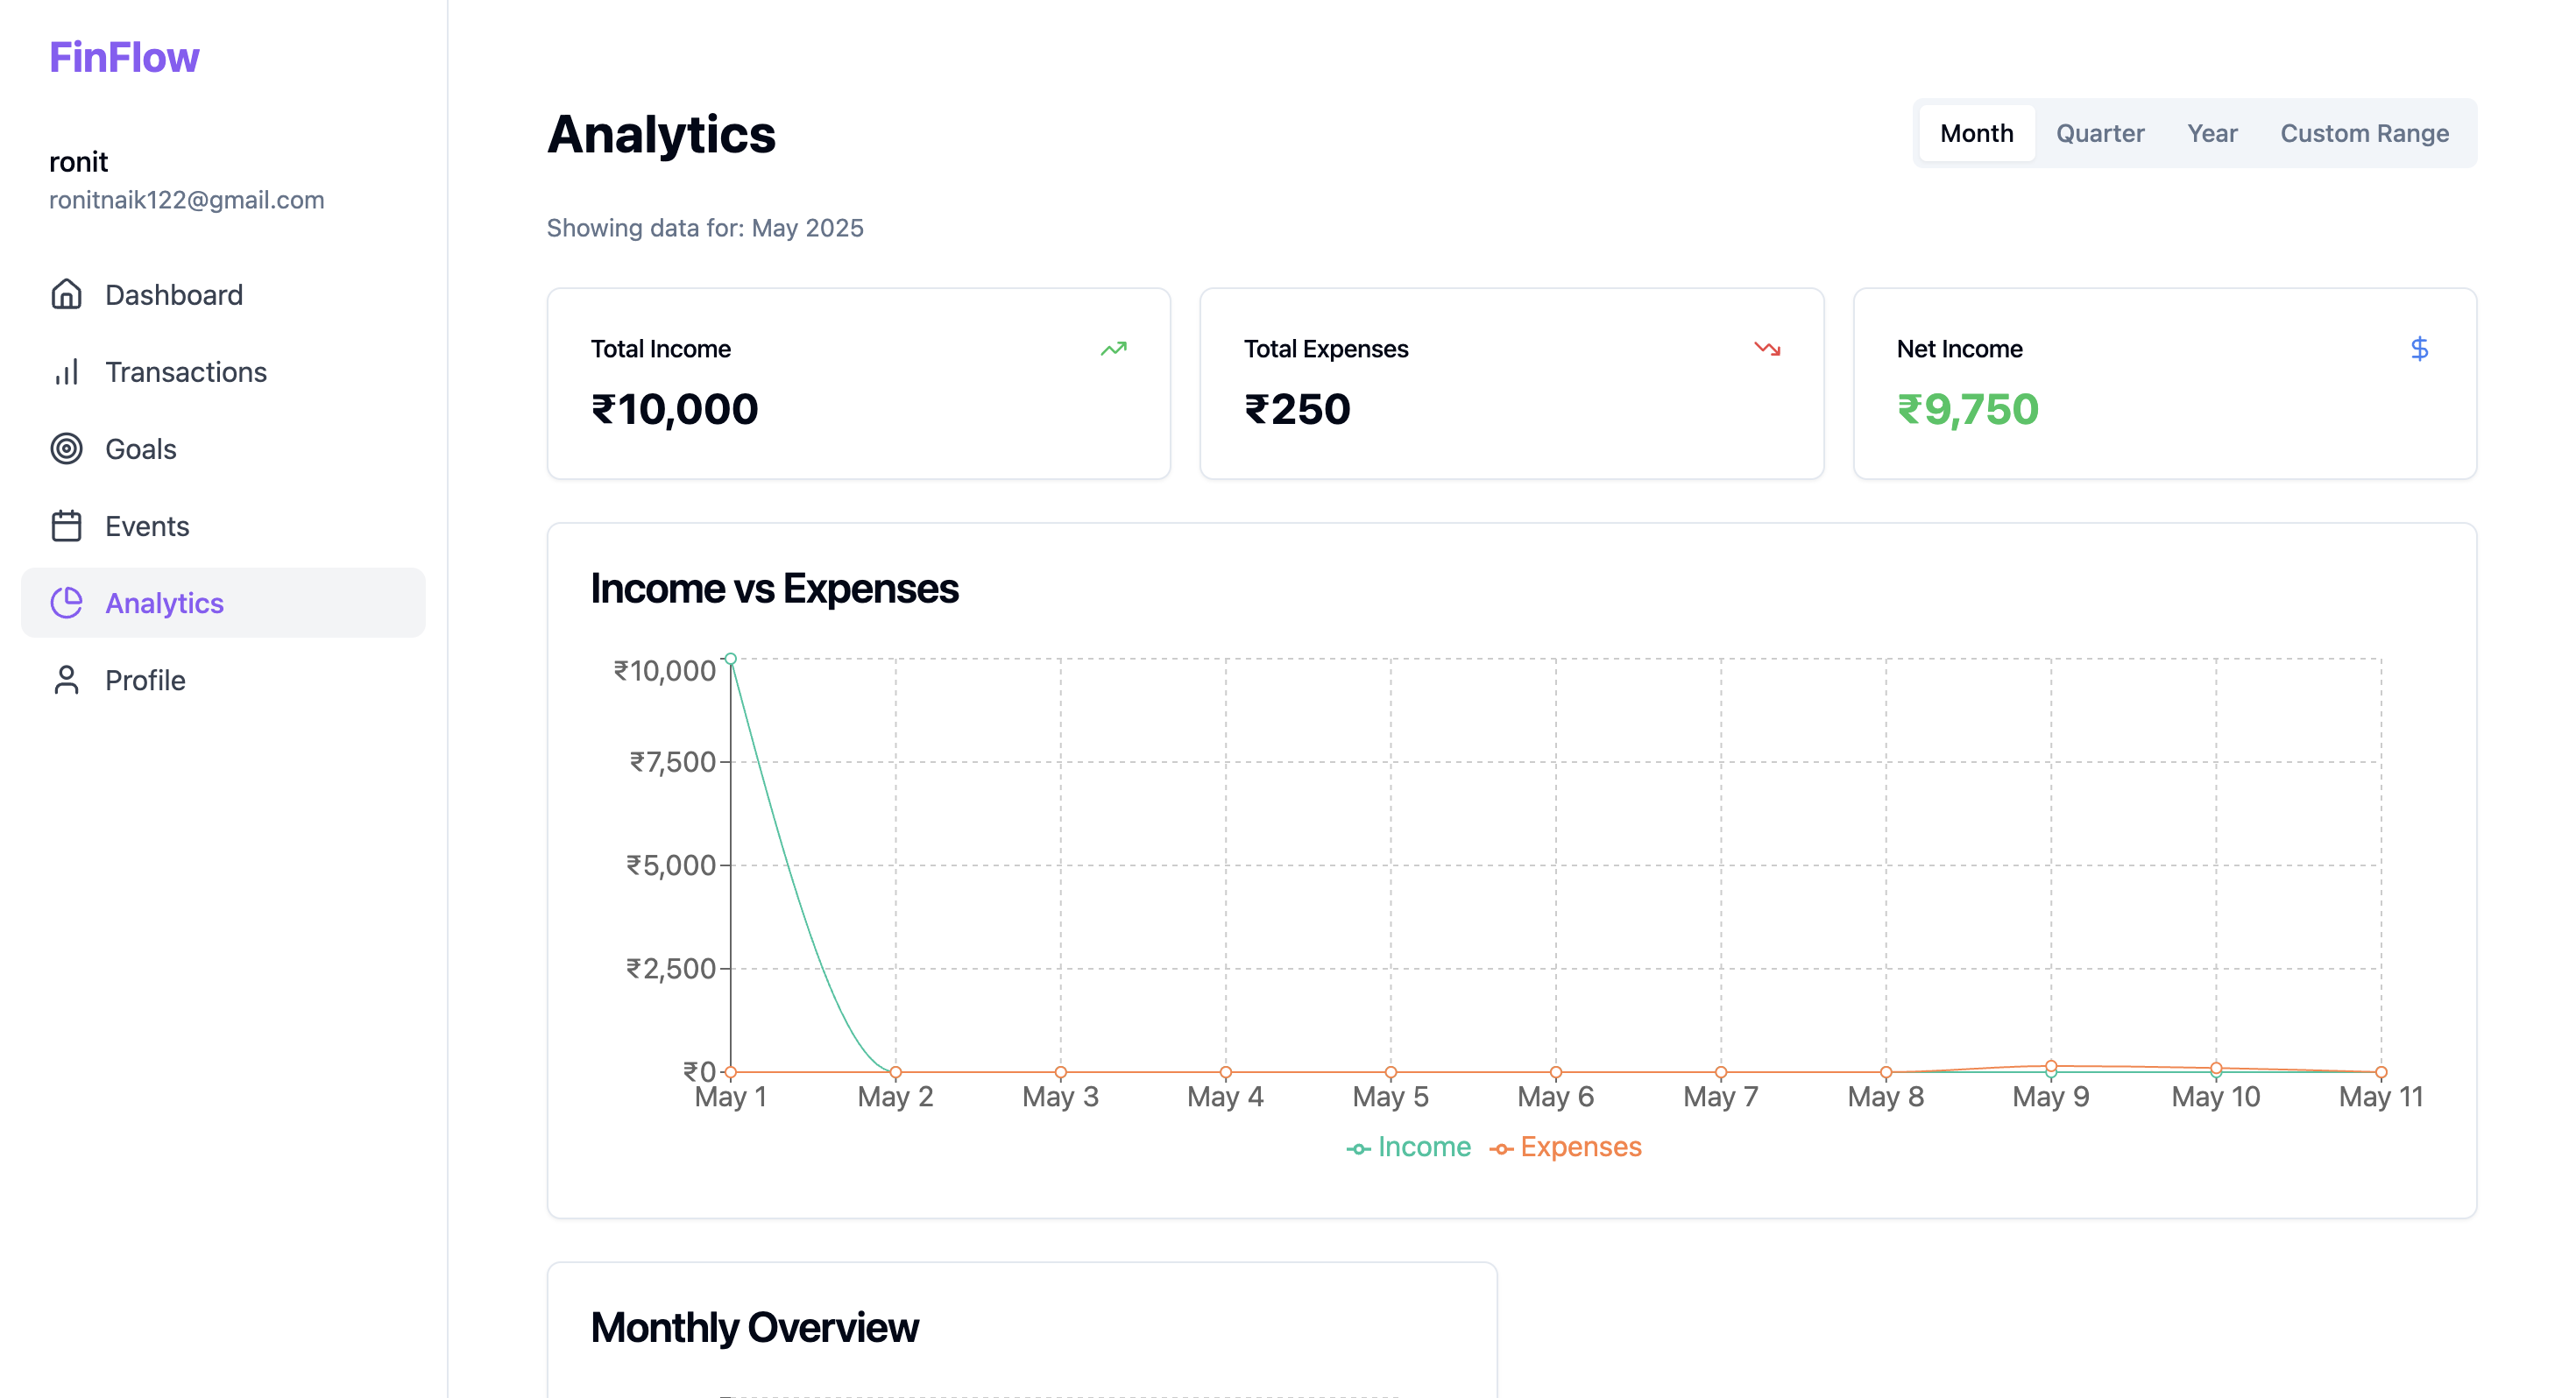 FinFlow
ronit
ronitnaik122@gmail.com
Dashboard
Transactions
Goals
Events
Analytics
Profile
Analytics
Month Quarter Year Custom Range
Showing data for: May 2025
Total Income
₹10,000
Total Expenses
₹250
Net Income
$
₹9,750
Income vs Expenses
₹10,000
₹7,500
₹5,000
₹2,500
₹0
May 1 May 2 May 3 May 4 May 5 May 6 May 7 May 8 May 9 May 10 May 11
Income Expenses
Monthly Overview